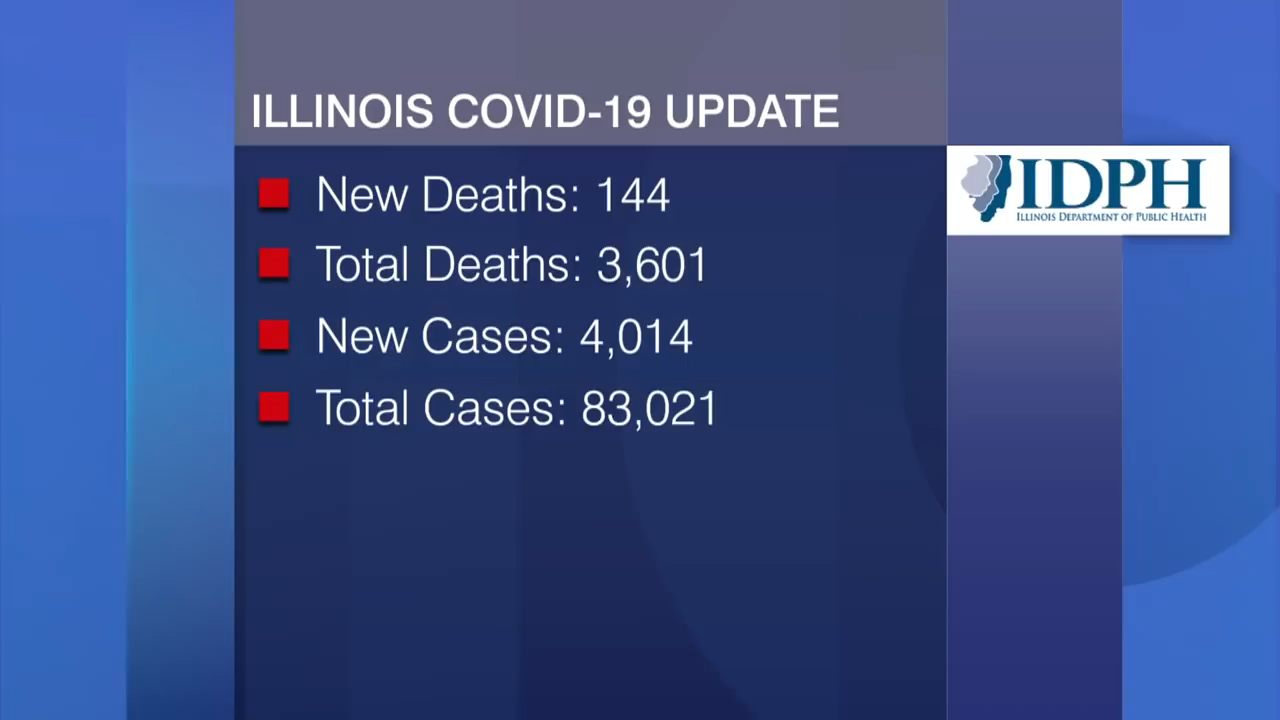 ILLINOIS COVID-19 UPDATE
New Deaths: 144
Total Deaths: 3,601
New Cases: 4,014
Total Cases: 83,021
IDPH
ILLINOIS DEPARTMENT OF PUBLIC HEALTH